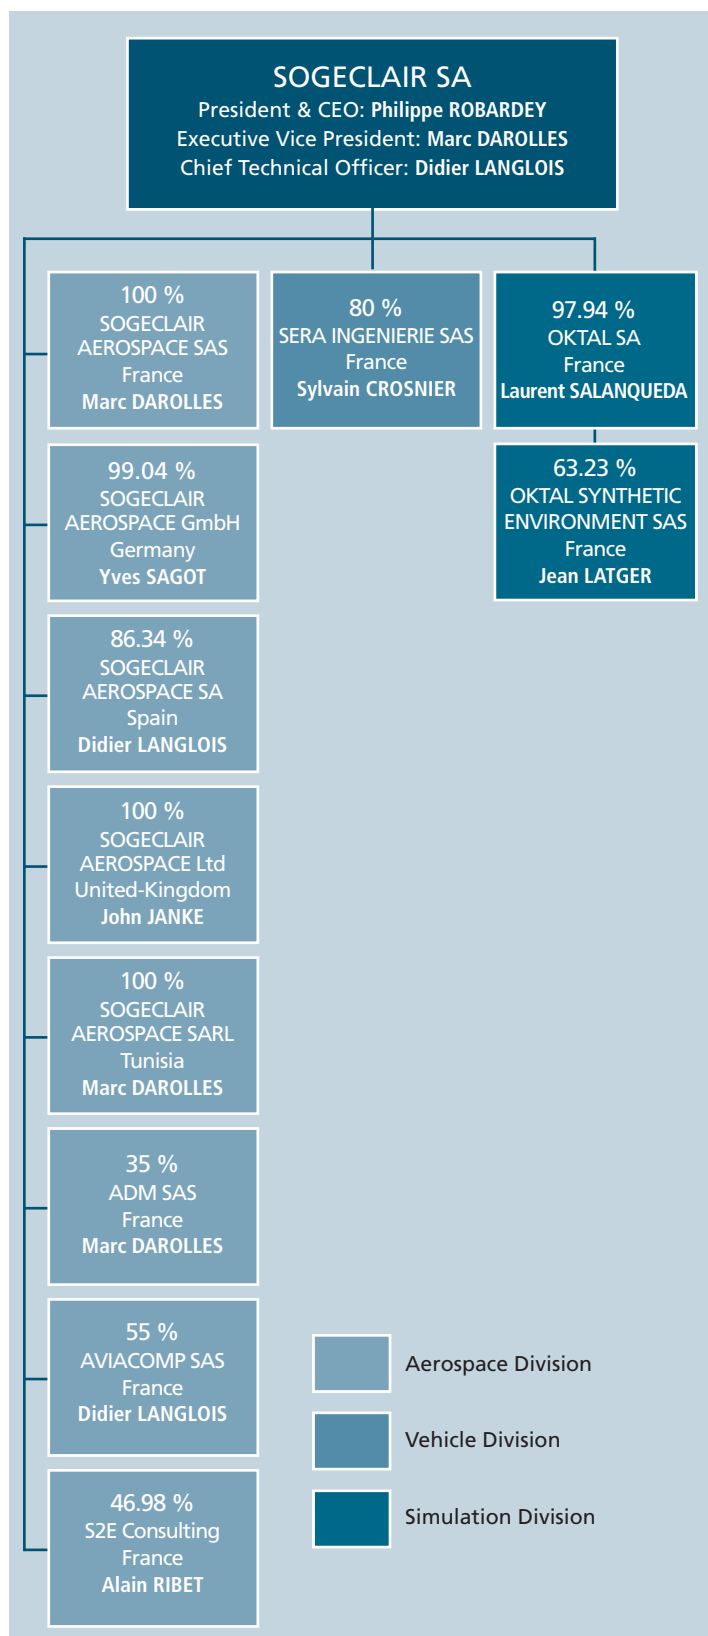 SOGECLAIR SA
President & CEO: Philippe ROBARDEY
Executive Vice President: Marc DAROLLES
Chief Technical Officer: Didier LANGLOIS
100 %
SOGECLAIR
AEROSPACE SAS
France
Marc DAROLLES
80 %
SERA INGENIERIE SAS
France
Sylvain CROSNIER
97.94 %
OKTAL SA
France
Laurent SALANQUEDA
99.04 %
SOGECLAIR
AEROSPACE GmbH
Germany
Yves SAGOT
63.23 %
OKTAL SYNTHETIC
ENVIRONMENT SAS
France
Jean LATGER
86.34 %
SOGECLAIR
AEROSPACE SA
Spain
Didier LANGLOIS
100 %
SOGECLAIR
AEROSPACE Ltd
United-Kingdom
John JANKE
100 %
SOGECLAIR
AEROSPACE SARL
Tunisia
Marc DAROLLES
35 %
ADM SAS
France
Marc DAROLLES
55 %
AVIACOMP SAS
France
Didier LANGLOIS
46.98 %
S2E Consulting
France
Alain RIBET
Aerospace Division
Vehicle Division
Simulation Division